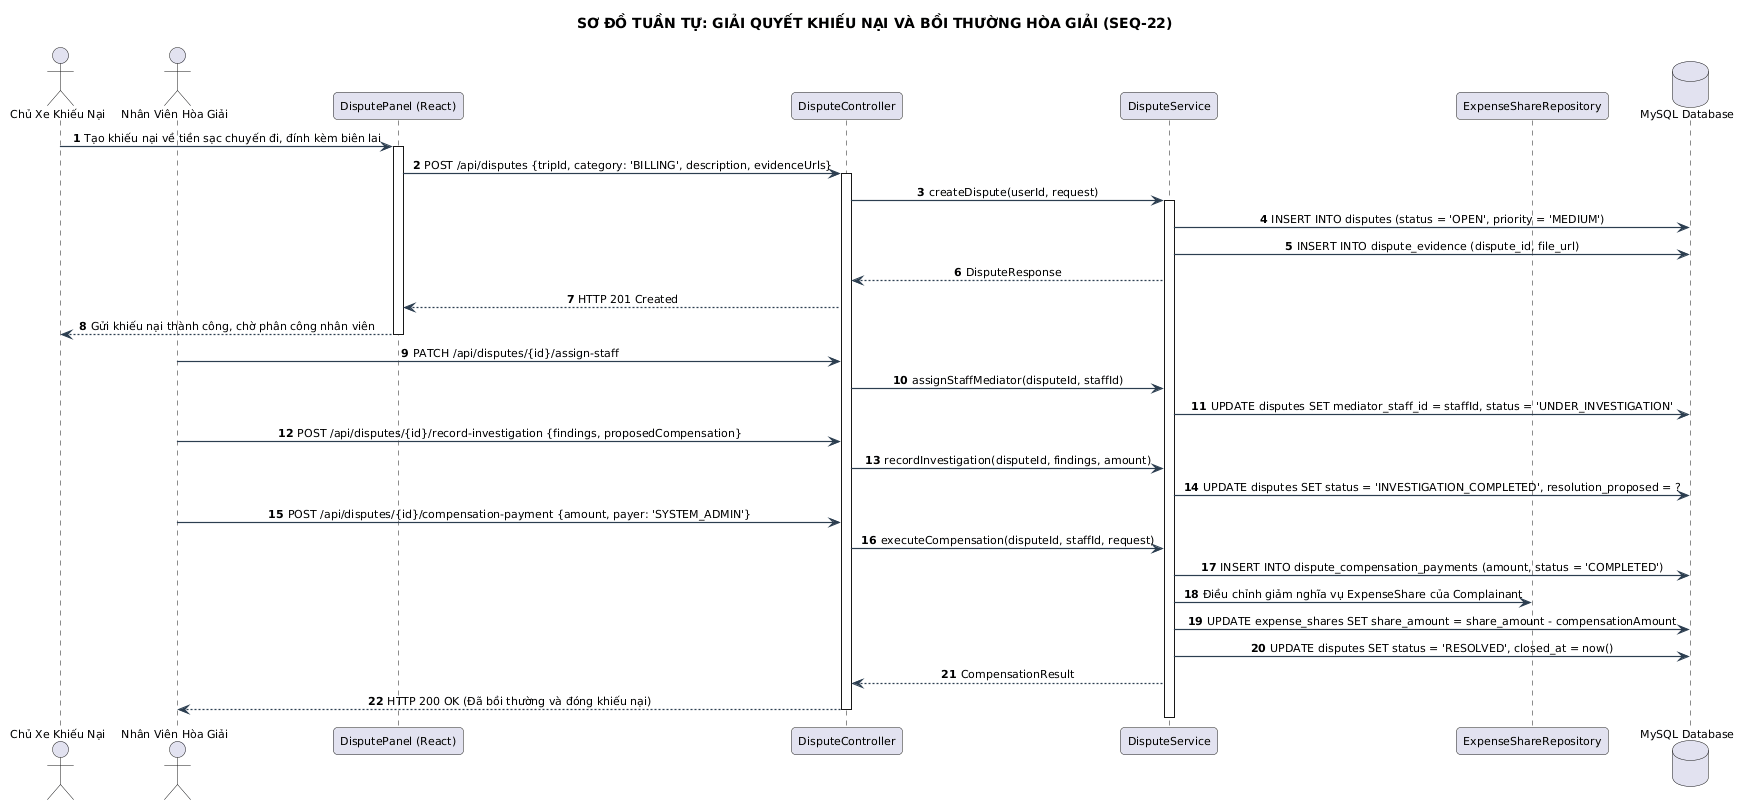 SƠ ĐỒ TUẦN TỰ: GIẢI QUYẾT KHIẾU NẠI VÀ BỒI THƯỜNG HÒA GIẢI (SEQ-22)
Chủ Xe Khiếu Nại
Nhân Viên Hòa Giải
DisputePanel (React)
DisputeController
DisputeService
ExpenseShareRepository
MySQL Database
1 Tạo khiếu nại về tiền sạc chuyến đi, đính kèm biên lai
2 POST /api/disputes {tripId, category: 'BILLING', description, evidenceUrls}
3 createDispute(userId, request)
4 INSERT INTO disputes (status = 'OPEN', priority = 'MEDIUM')
5 INSERT INTO dispute_evidence (dispute_id, file_url)
6 DisputeResponse
7 HTTP 201 Created
8 Gửi khiếu nại thành công, chờ phân công nhân viên
9 PATCH /api/disputes/{id}/assign-staff
10 assignStaffMediator(disputeId, staffId)
11 UPDATE disputes SET mediator_staff_id = staffId, status = 'UNDER_INVESTIGATION'
12 POST /api/disputes/{id}/record-investigation {findings, proposedCompensation}
13 recordInvestigation(disputeId, findings, amount)
14 UPDATE disputes SET status = 'INVESTIGATION_COMPLETED', resolution_proposed = ?
15 POST /api/disputes/{id}/compensation-payment {amount, payer: 'SYSTEM_ADMIN'}
16 executeCompensation(disputeId, staffId, request)
17 INSERT INTO dispute_compensation_payments (amount, status = 'COMPLETED')
18 Điều chỉnh giảm nghĩa vụ ExpenseShare của Complainant
19 UPDATE expense_shares SET share_amount = share_amount - compensationAmount
20 UPDATE disputes SET status = 'RESOLVED', closed_at = now()
21 CompensationResult
22 HTTP 200 OK (Đã bồi thường và đóng khiếu nại)
Chủ Xe Khiếu Nại
Nhân Viên Hòa Giải
DisputePanel (React)
DisputeController
DisputeService
ExpenseShareRepository
MySQL Database